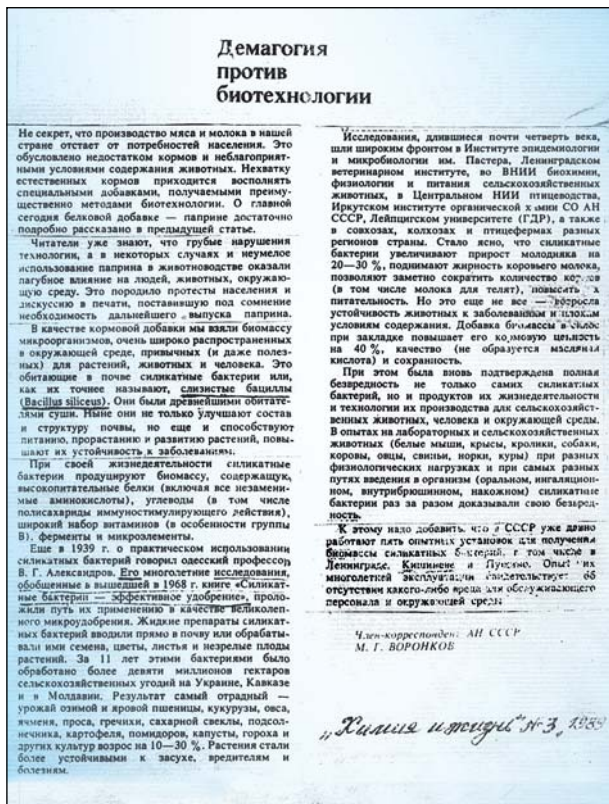 Демагогия
против
биотехнологии
Не секрет, что производство мяса и молока в нашей
стране отстает от потребностей населения. Это
обусловлено недостатком кормов и неблагоприят-
ными условиями содержания животных. Нехватку
естественных кормов приходится восполнять
специальными добавками, получаемыми преиму-
щественно методами биотехнологии. О главной
сегодня белковой добавке — паприне достаточно
подробно рассказано в предыдущей статье.
Читатели уже знают, что грубые нарушения
технологии, а в некоторых случаях и неумелое
использование паприна в животноводстве оказали
пагубное влияние на людей, животных, окружаю-
щую среду. Это породило протесты населения и
дискуссию в печати, поставившую под сомнение
необходимость дальнейшего выпуска паприна.
В качестве кормовой добавки мы взяли биомассу
микроорганизмов, очень широко распространенных
в окружающей среде, привычных (и даже полез-
ных) для растений, животных и человека. Это
обитающие в почве силикатные бактерии или,
как их точнее называют, слизистые бациллы
(Bacillus siliceus). Они были древнейшими обитате-
лями суши. Ныне они не только улучшают состав
и структуру почвы, но еще и способствуют
питанию, прорастанию и развитию растений, повы-
шают их устойчивость к заболеваниям.
При своей жизнедеятельности силикатные
бактерии продуцируют биомассу, содержащую
высокопитательные белки (включая все незамени-
мые аминокислоты), углеводы (в том числе
полисахариды иммуностимулирующего действия),
широкий набор витаминов (в особенности группы
В), ферменты и микроэлементы.
Еще в 1939 г. о практическом использовании
силикатных бактерий говорил одесский профессор
В. Г. Александров. Его многолетние исследования,
обобщенные в вышедшей в 1968 г. книге «Силикат-
ные бактерии — эффективное удобрение», проло-
жили путь их применению в качестве великолеп-
ного микроудобрения. Жидкие препараты силикат-
ных бактерий вводили прямо в почву или обрабаты-
вали ими семена, цветы, листья и незрелые плоды
растений. За 11 лет этими бактериями было
обработано более девяти миллионов гектаров
сельскохозяйственных угодий на Украине, Кавказе
и в Молдавии. Результат самый отрадный —
урожай озимой и яровой пшеницы, кукурузы, овса,
ячменя, проса, гречихи, сахарной свеклы, подсол-
нечника, картофеля, помидоров, капусты, гороха и
других культур возрос на 10—30 %. Растения стали
более устойчивыми к засухе, вредителям и
болезням.
Исследования, длившиеся почти четверть века,
шли широким фронтом в Институте эпидемиологии
и микробиологии им. Пастера, Ленинградском
ветеринарном институте, во ВНИИ биохимии,
физиологии и питания сельскохозяйственных
животных, в Центральном НИИ птицеводства,
Иркутском институте органической химии СО АН
СССР, Лейпцигском университете (ГДР), а также
в совхозах, колхозах и птицефермах разных
регионов страны. Стало ясно, что силикатные
бактерии увеличивают прирост молодняка на
20—30 %, поднимают жирность коровьего молока,
позволяют заметно сократить количество кормов
(в том числе молока для телят), повысить их
питательность. Но это еще не все — возросла
устойчивость животных к заболеваниям и плохим
условиям содержания. Добавка биомассы в силос
при закладке повышает его кормовую ценность
на 40 %, качество (не образуется масляная
кислота) и сохранность.
При этом была вновь подтверждена полная
безвредность не только самих силикатных
бактерий, но и продуктов их жизнедеятельности
и технологии их производства для сельскохозяйст-
венных животных, человека и окружающей среды.
В опытах на лабораторных и сельскохозяйственных
животных (белые мыши, крысы, кролики, собаки,
коровы, овцы, свиньи, норки, куры) при разных
физиологических нагрузках и при самых разных
путях введения в организм (оральном, ингаляцион-
ном, внутрибрюшинном, накожном) силикатные
бактерии раз за разом доказывали свою безвред-
ность.
К этому надо добавить, что в СССР уже давно
работают пять опытных установок для получения
биомассы силикатных бактерий, в том числе в
Ленинграде, Кишиневе и Опыт их
многолетней эксплуатации свидетельствует об
отсутствии какого-либо вреда для обслуживающего
персонала и окружающей среды.
Член-корреспондент АН СССР
М. Г. ВОРОНКОВ
„Химия и жизнь" №3, 1989